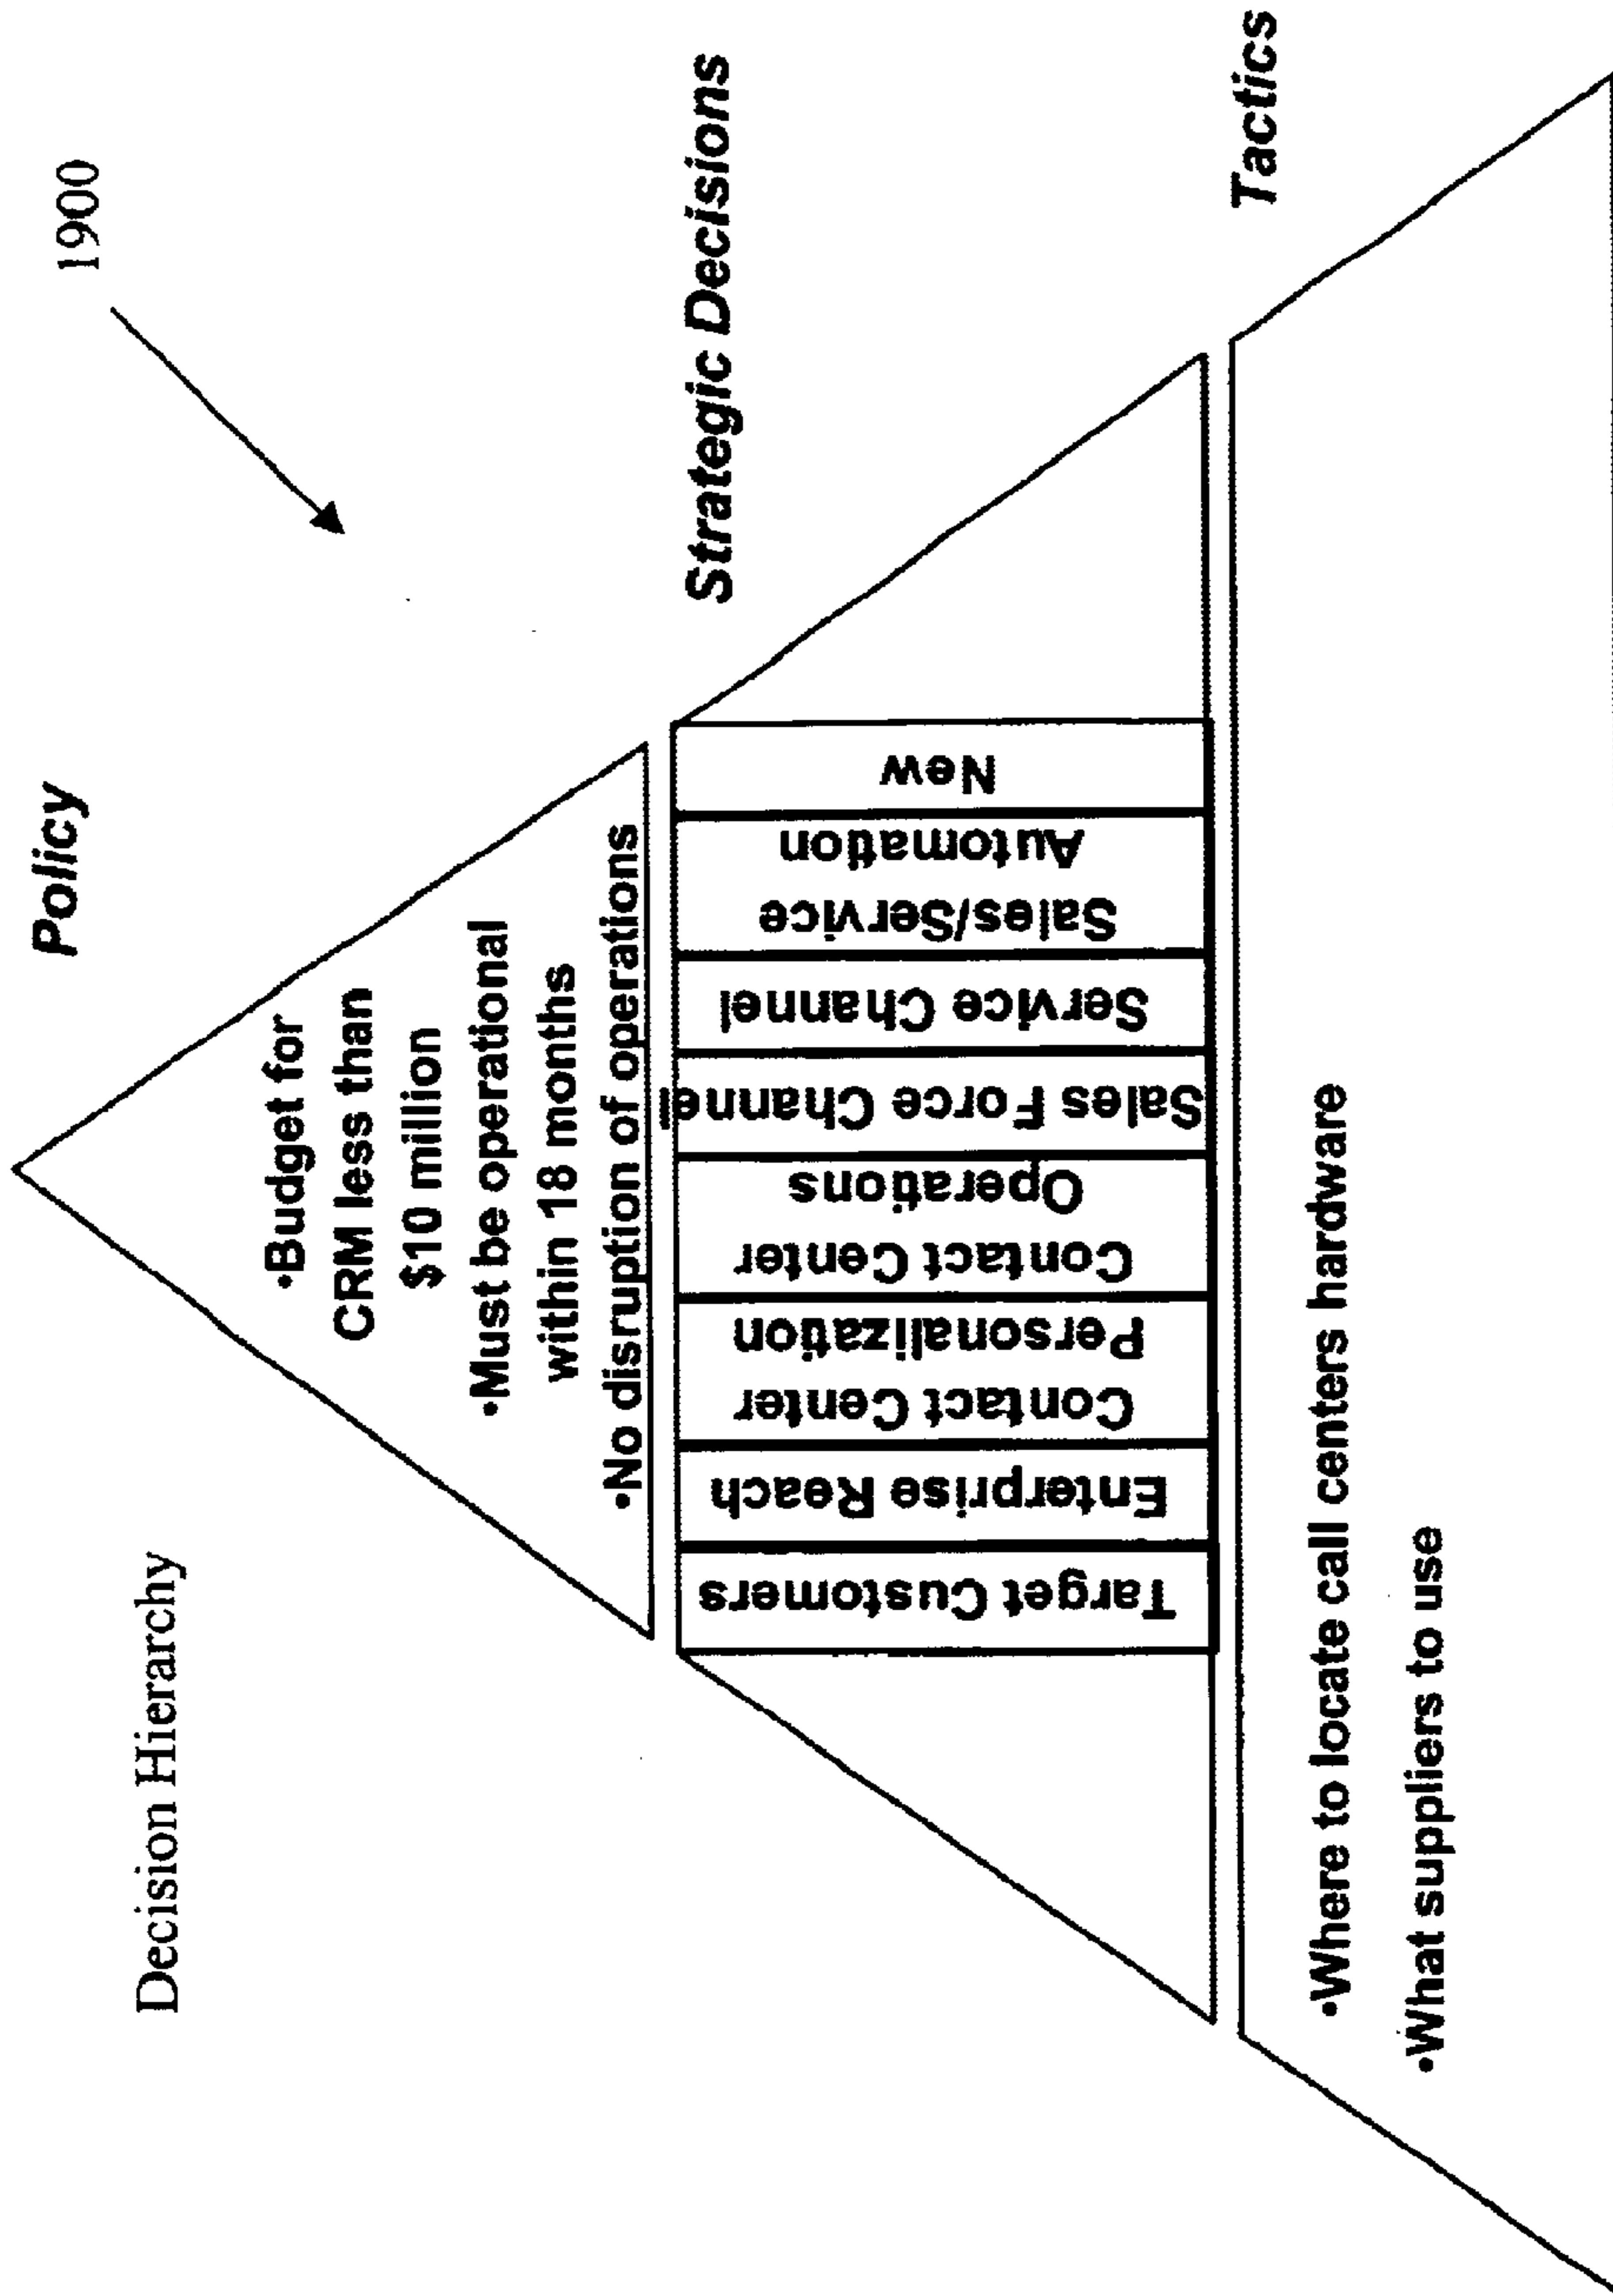 Decision Hierarchy
1900
Policy
•Budget for
CRM less than
$10 million
•Must be operational
within 18 months
•No disruption of operations
Strategic Decisions
Target Customers
Enterprise Reach
Contact Center
Personalization
Contact Center
Operations
Sales Force Channel
Service Channel
Sales/Service
Automation
New
Tactics
•Where to locate call centers hardware
•What suppliers to use